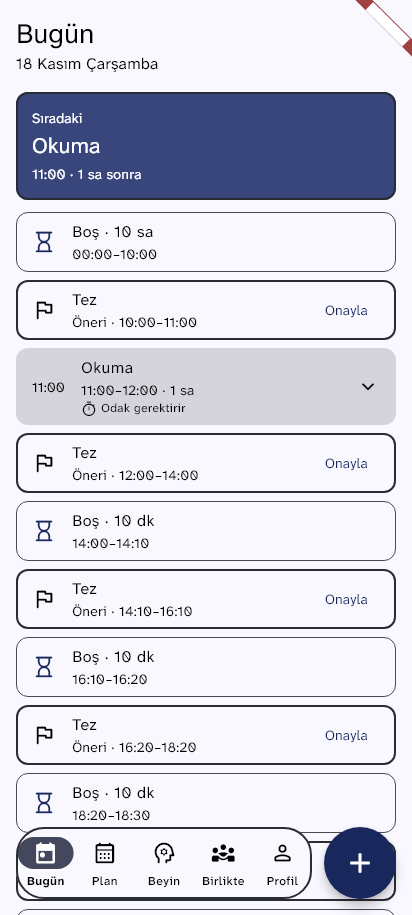 Bugün
18 Kasım Çarşamba
Sıradaki
Okuma
11:00 · 1 sa sonra
Boş · 10 sa
00:00–10:00
Tez
Öneri · 10:00–11:00
Onayla
11:00
Okuma
11:00–12:00 · 1 sa
Odak gerektirir
Tez
Öneri · 12:00–14:00
Onayla
Boş · 10 dk
14:00–14:10
Tez
Öneri · 14:10–16:10
Onayla
Boş · 10 dk
16:10–16:20
Tez
Öneri · 16:20–18:20
Onayla
Boş · 10 dk
18:20–18:30
Bugün
Plan
Beyin
Birlikte
Profil